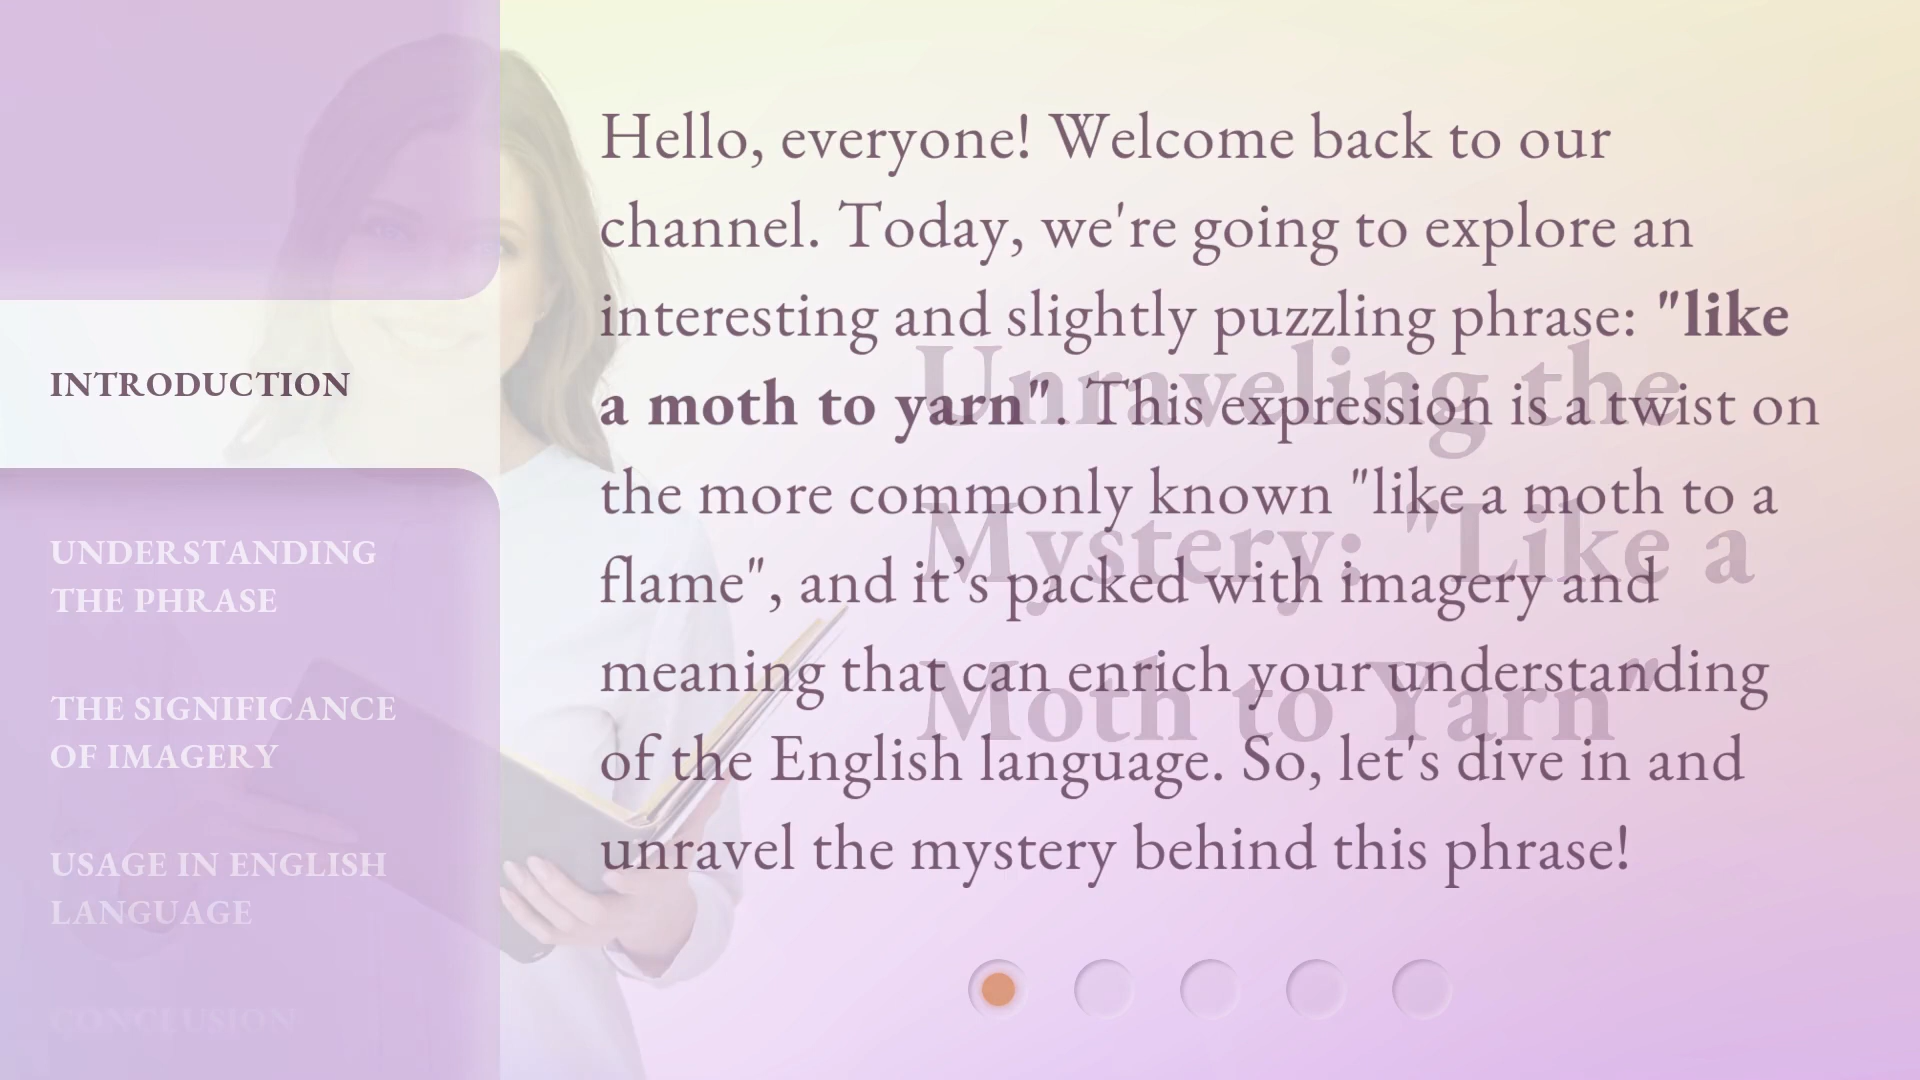 INTRODUCTION
UNDERSTANDING
THE PHRASE
THE SIGNIFICANCE
OF IMAGERY
USAGE IN ENGLISH
LANGUAGE
CONCLUSION
Hello, everyone! Welcome back to our
channel. Today, we're going to explore an
interesting and slightly puzzling phrase: "like
a moth to yarn". This expression is a twist on
the more commonly known "like a moth to a
flame", and it’s packed with imagery and
meaning that can enrich your understanding
of the English language. So, let's dive in and
unravel the mystery behind this phrase!
Unraveling the
Mystery: "Like a
Moth to Yarn"